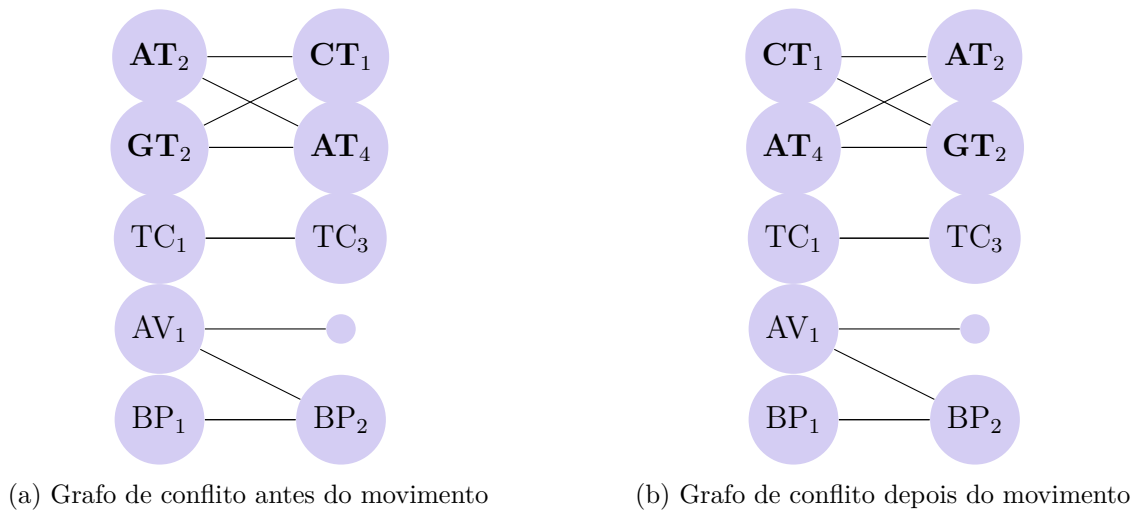 AT₂ CT₁
GT₂ AT₄
TC₁ TC₃
AV₁
BP₁ BP₂
(a) Grafo de conflito antes do movimento
CT₁ AT₂
AT₄ GT₂
TC₁ TC₃
AV₁
BP₁ BP₂
(b) Grafo de conflito depois do movimento